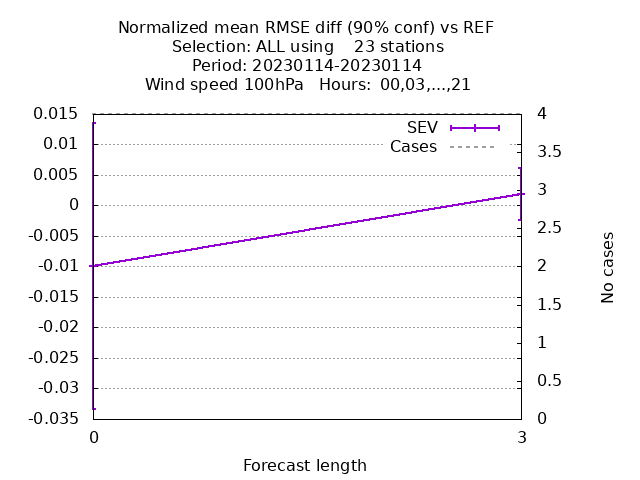 Normalized mean RMSE diff (90% conf) vs REF
Selection: ALL using    23 stations
Period: 20230114-20230114
Wind speed 100hPa   Hours: 00,03,...,21
SEV
Cases
0.015
0.01
0.005
0
-0.005
-0.01
-0.015
-0.02
-0.025
-0.03
-0.035
4
3.5
3
2.5
2
1.5
1
0.5
0
No cases
0
3
Forecast length